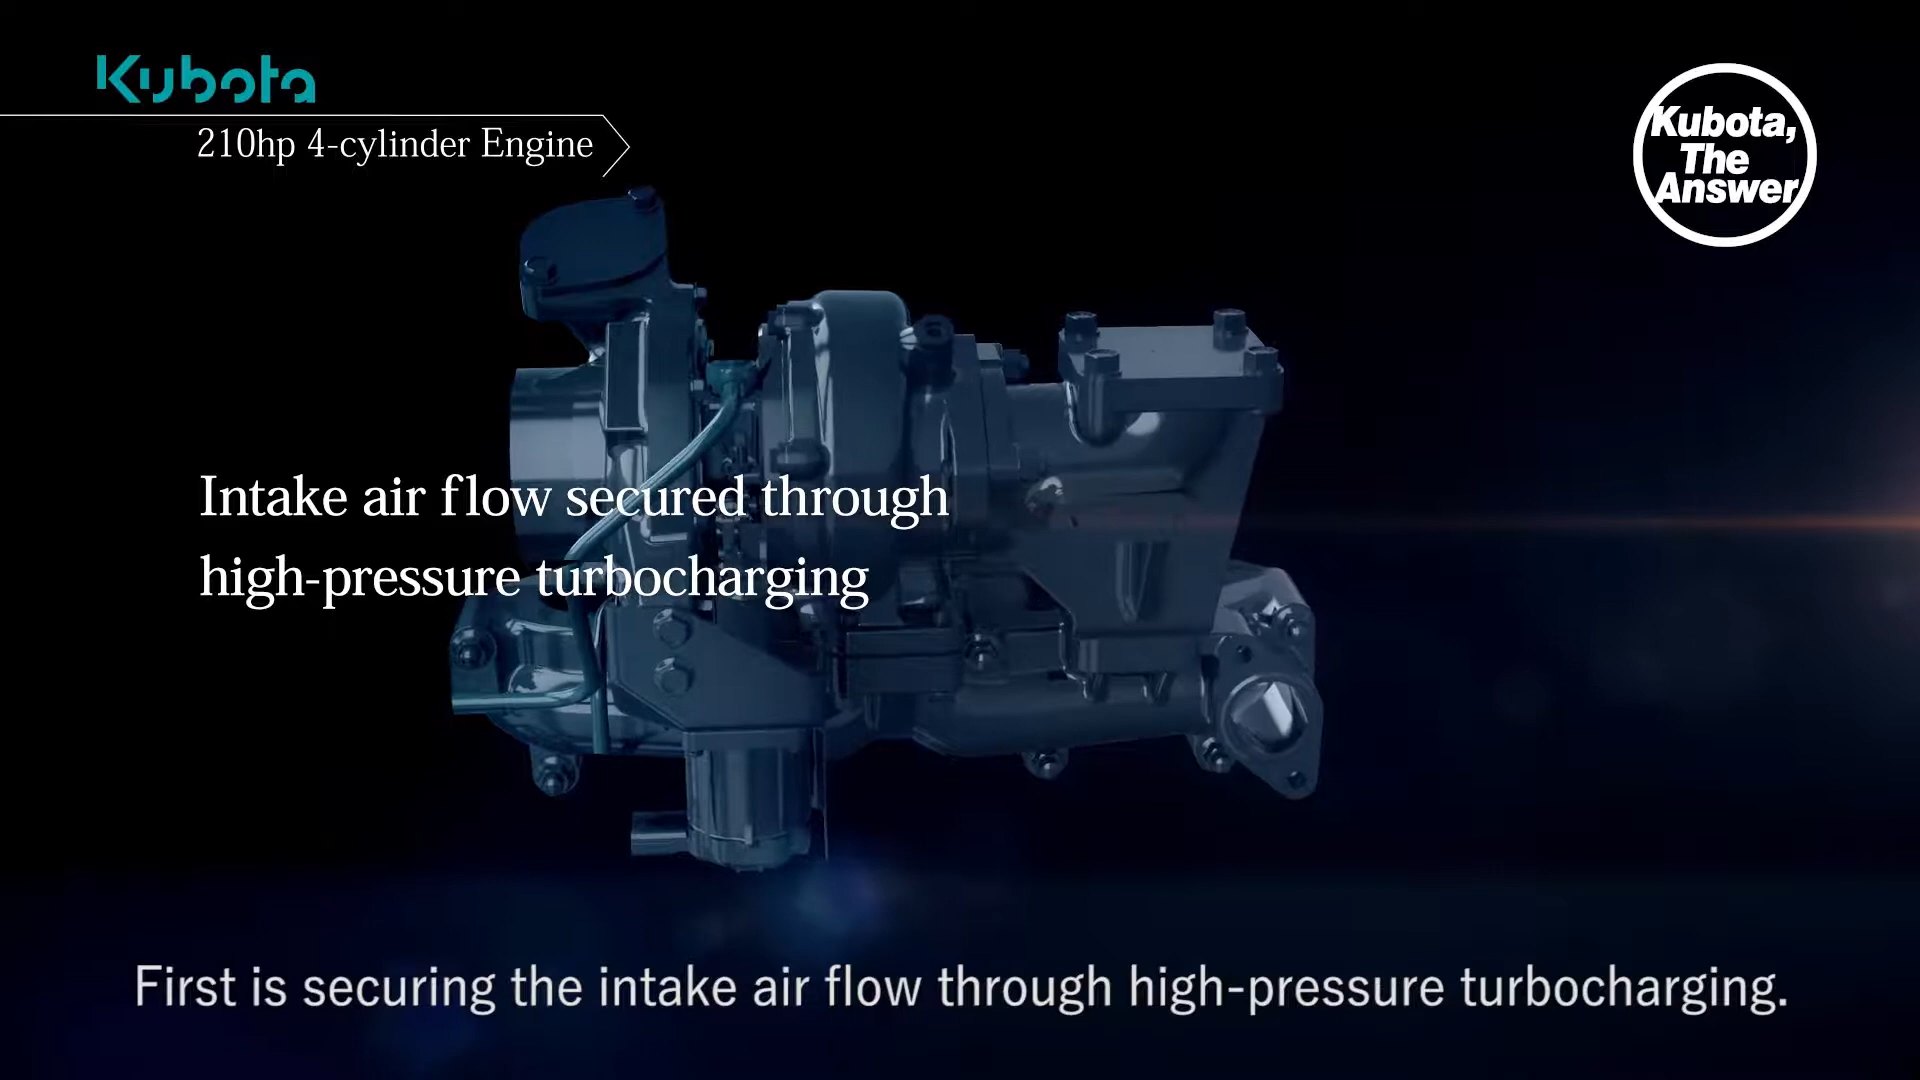 Kubota
210hp 4-cylinder Engine
Kubota,
The
Answer
Intake air flow secured through
high-pressure turbocharging
First is securing the intake air flow through high-pressure turbocharging.